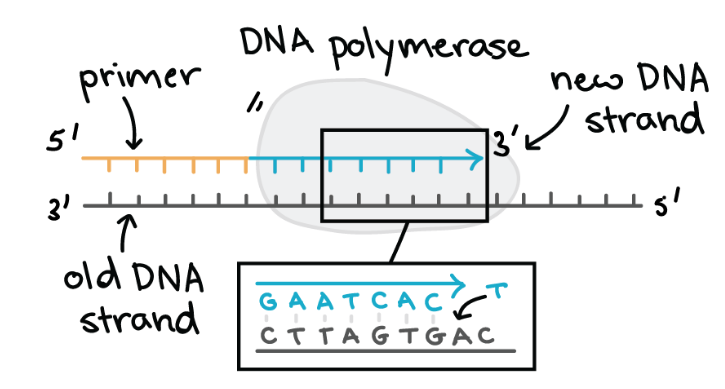 DNA polymerase
primer
new DNA
strand
5'
3'
3'
5'
old DNA
strand
GAATCAC T
CTTAGTGAC